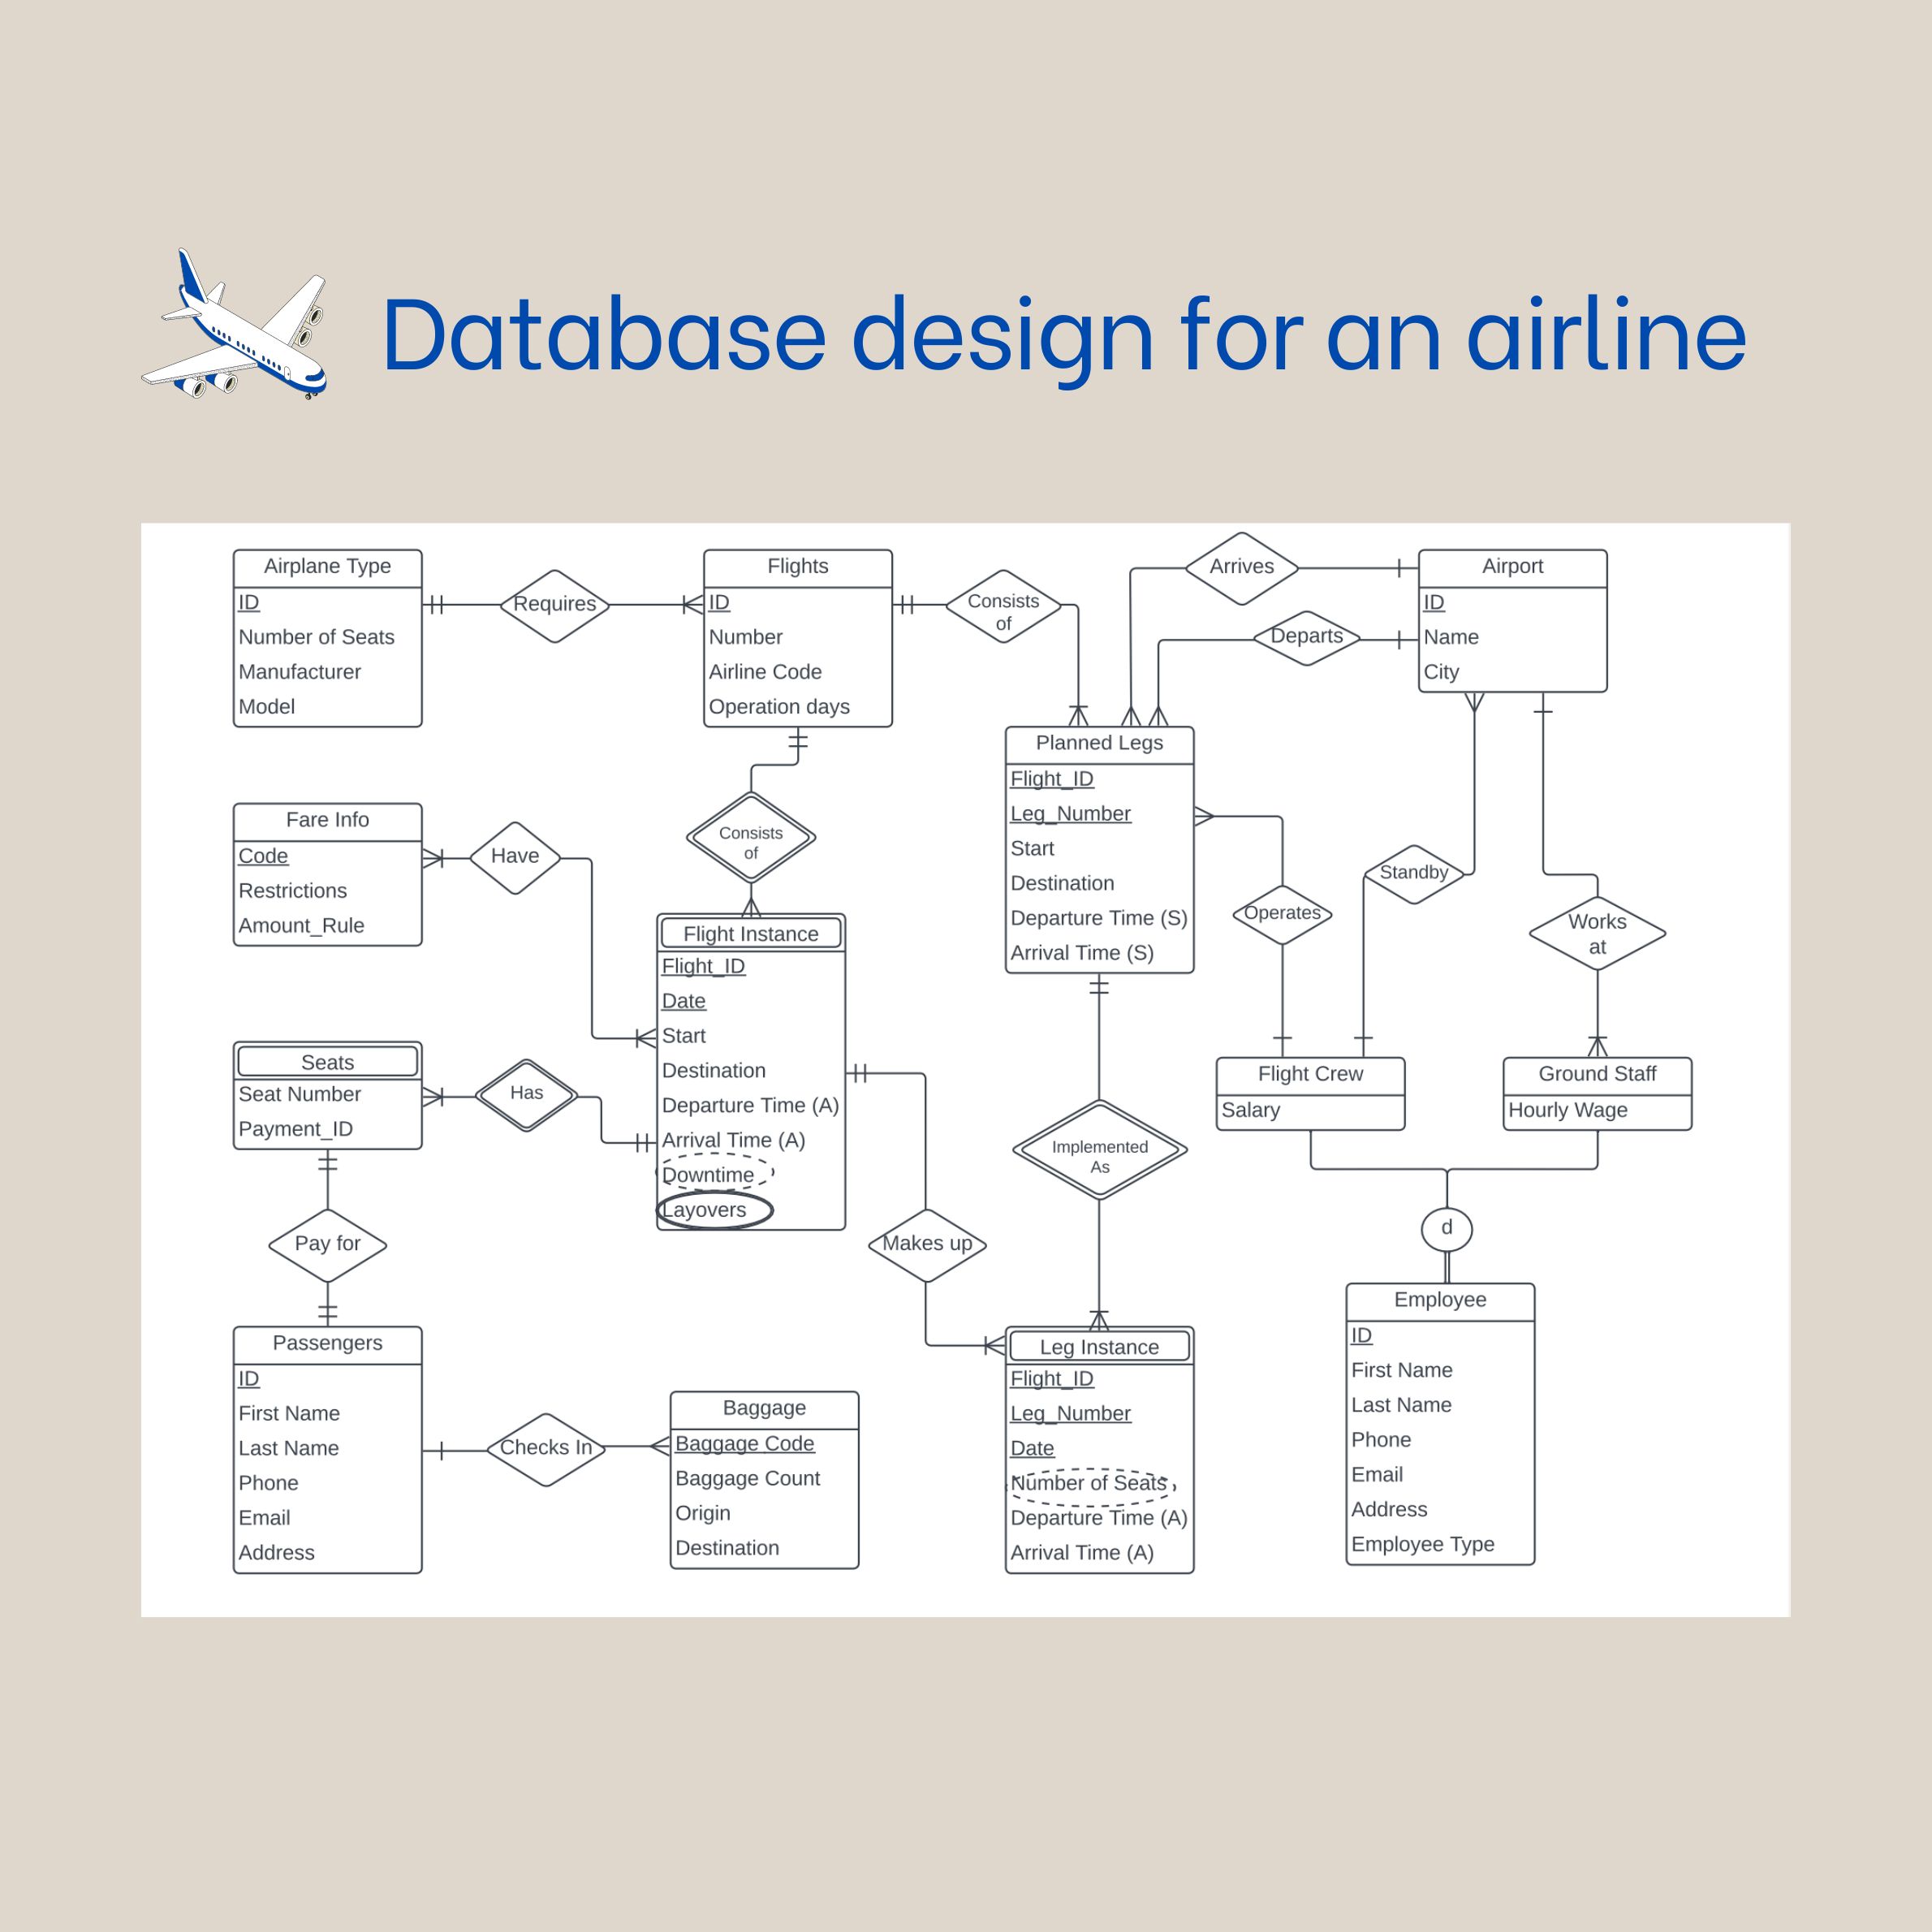 Database design for an airline
Airplane Type
ID
Number of Seats
Manufacturer
Model
Requires
Flights
ID
Number
Airline Code
Operation days
Consists
of
Arrives
Departs
Airport
ID
Name
City
Planned Legs
Flight_ID
Leg_Number
Start
Destination
Departure Time (S)
Arrival Time (S)
Fare Info
Code
Restrictions
Amount_Rule
Have
Consists
of
Flight Instance
Flight_ID
Date
Start
Destination
Departure Time (A)
Arrival Time (A)
Downtime
Layovers
Operates
Standby
Works
at
Seats
Seat Number
Payment_ID
Has
Flight Crew
Salary
Ground Staff
Hourly Wage
Implemented
As
Pay for
Makes up
d
Passengers
ID
First Name
Last Name
Phone
Email
Address
Checks In
Baggage
Baggage Code
Baggage Count
Origin
Destination
Leg Instance
Flight_ID
Leg_Number
Date
Number of Seats
Departure Time (A)
Arrival Time (A)
Employee
ID
First Name
Last Name
Phone
Email
Address
Employee Type